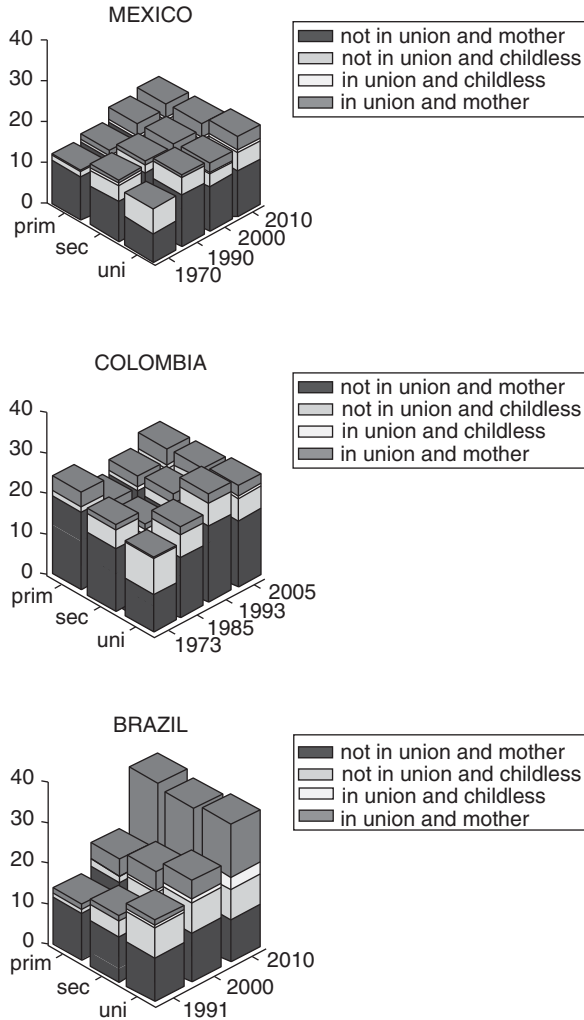 MEXICO
40
30
20
10
0
prim
sec
uni
1970
1990
2000
2010
not in union and mother
not in union and childless
in union and childless
in union and mother
COLOMBIA
40
30
20
10
0
prim
sec
uni
1973
1985
1993
2005
not in union and mother
not in union and childless
in union and childless
in union and mother
BRAZIL
40
30
20
10
0
prim
sec
uni
1991
2000
2010
not in union and mother
not in union and childless
in union and childless
in union and mother